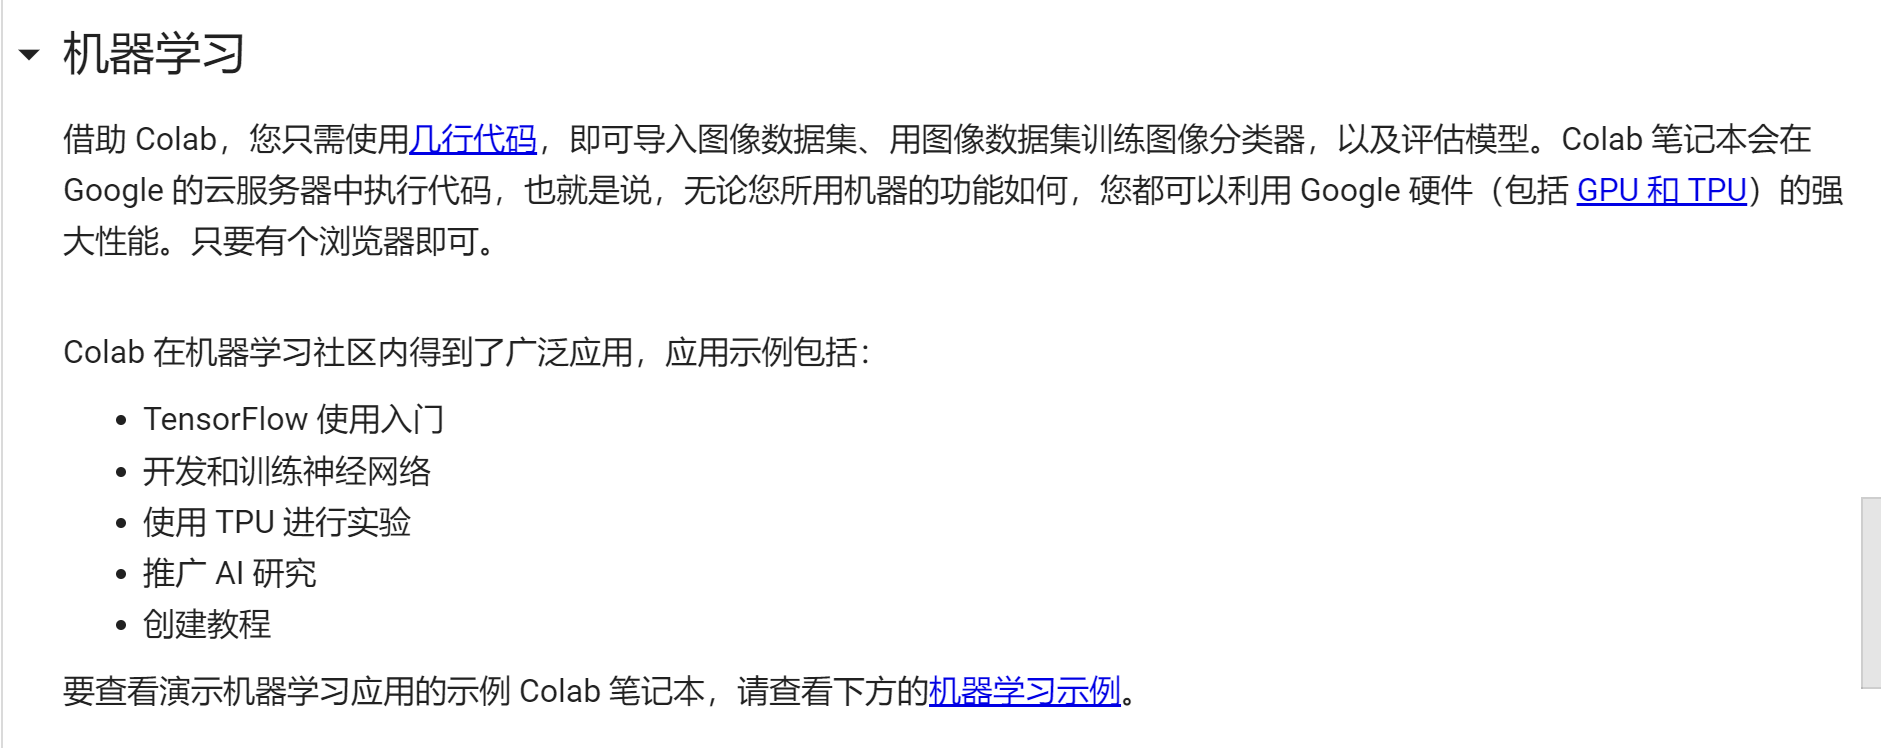 机器学习
借助 Colab，您只需使用几行代码，即可导入图像数据集、用图像数据集训练图像分类器，以及评估模型。Colab 笔记本会在
Google 的云服务器中执行代码，也就是说，无论您所用机器的功能如何，您都可以利用 Google 硬件（包括 GPU 和 TPU）的强
大性能。只要有个浏览器即可。
Colab 在机器学习社区内得到了广泛应用，应用示例包括：
• TensorFlow 使用入门
• 开发和训练神经网络
• 使用 TPU 进行实验
• 推广 AI 研究
• 创建教程
要查看演示机器学习应用的示例 Colab 笔记本，请查看下方的机器学习示例。